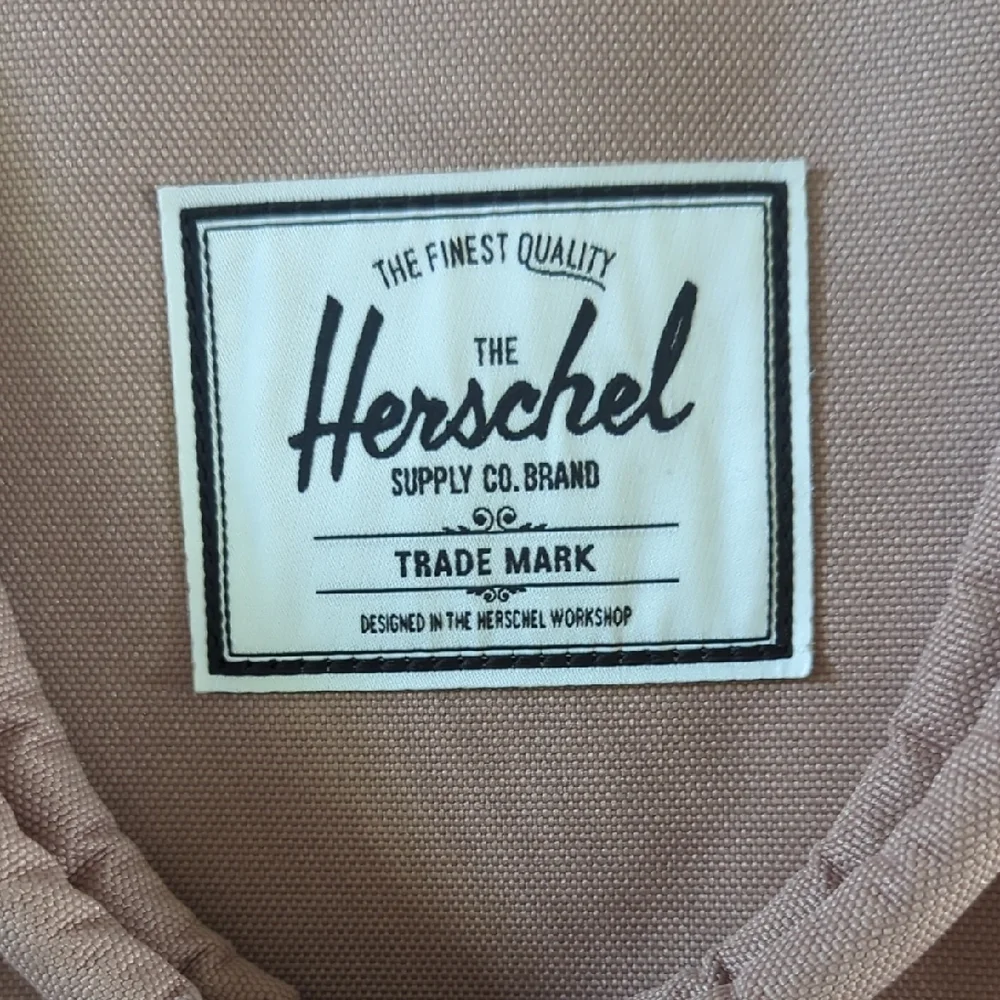 THE FINEST QUALITY
THE
Herschel
SUPPLY CO. BRAND
TRADE MARK
DESIGNED IN THE HERSCHEL WORKSHOP